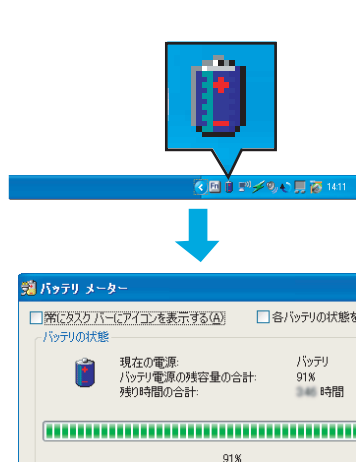 Fn
14:11
バッテリ メーター
常にタスク バーにアイコンを表示する(A)
各バッテリの状態を
バッテリの状態
現在の電源: バッテリ
バッテリ電源の残容量の合計: 91%
残り時間の合計: 時間
91%